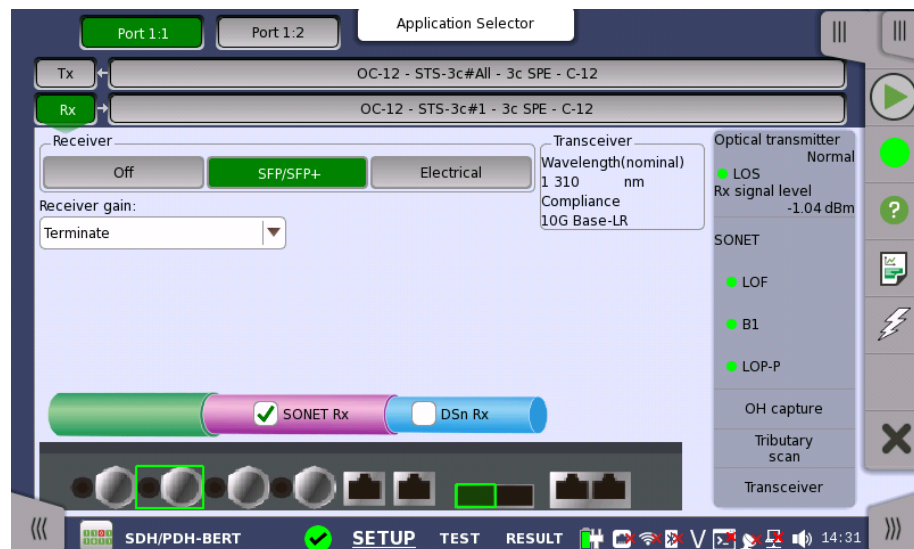 Port 1:1
Port 1:2
Application Selector
Tx
OC-12 - STS-3c#All - 3c SPE - C-12
Rx
OC-12 - STS-3c#1 - 3c SPE - C-12
Receiver
Off
SFP/SFP+
Electrical
Receiver gain:
Terminate
Transceiver
Wavelength(nominal)
1 310 nm
Compliance
10G Base-LR
Optical transmitter
Normal
LOS
Rx signal level
-1.04 dBm
SONET
LOF
B1
LOP-P
OH capture
Tributary
scan
Transceiver
SONET Rx
DSn Rx
SDH/PDH-BERT
SETUP
TEST
RESULT
V
14:31